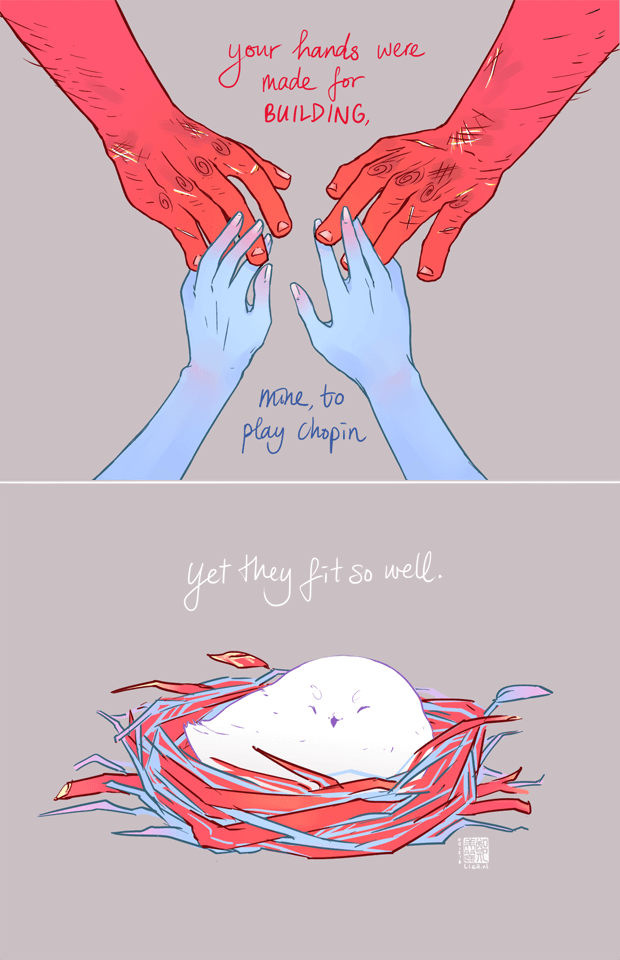 your hands were
made for
BUILDING,
mine, to
play chopin
yet they fit so well.